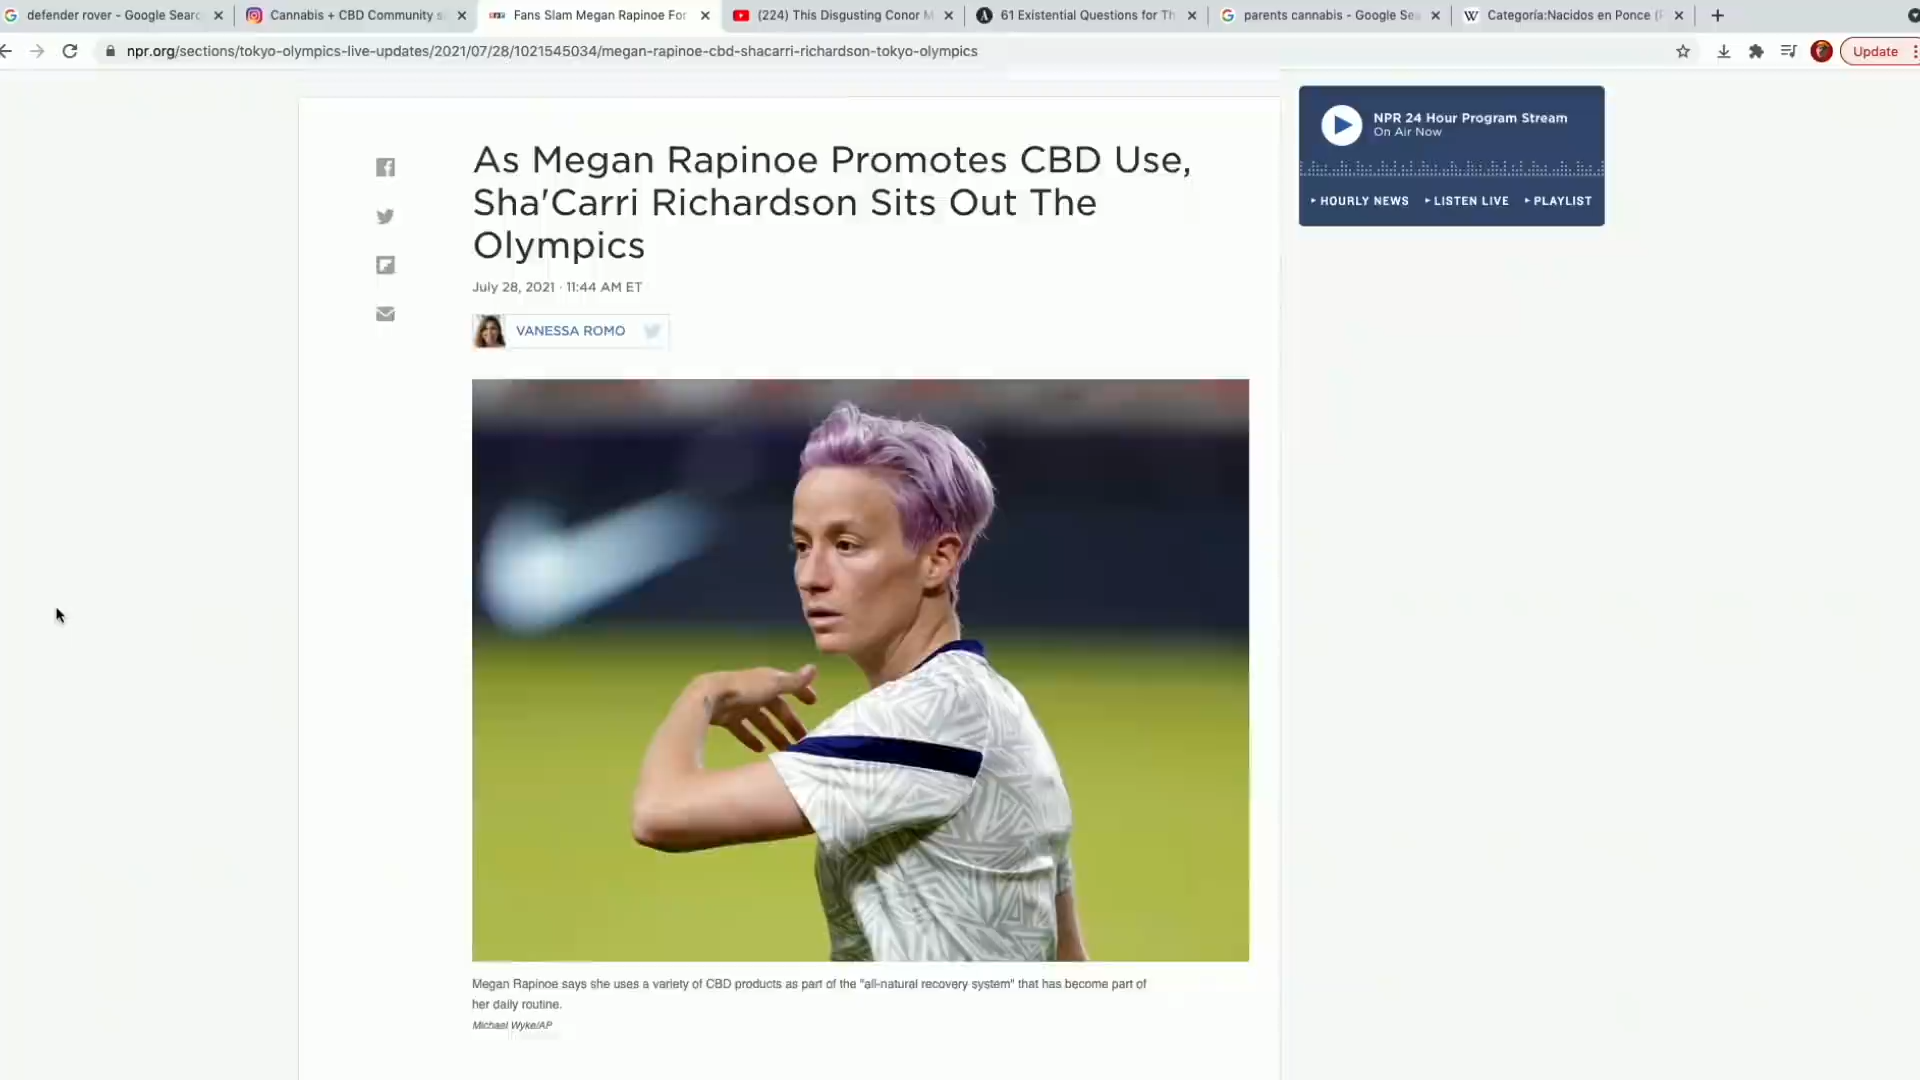 defender rover - Google Searc
Cannabis + CBD Community s
Fans Slam Megan Rapinoe For
(224) This Disgusting Conor M
61 Existential Questions for Th
parents cannabis - Google Sea
Categoría:Nacidos en Ponce (P
npr.org/sections/tokyo-olympics-live-updates/2021/07/28/1021545034/megan-rapinoe-cbd-shacarri-richardson-tokyo-olympics
Update
NPR 24 Hour Program Stream
On Air Now
HOURLY NEWS
LISTEN LIVE
PLAYLIST
As Megan Rapinoe Promotes CBD Use,
Sha'Carri Richardson Sits Out The
Olympics
July 28, 2021 · 11:44 AM ET
VANESSA ROMO
Megan Rapinoe says she uses a variety of CBD products as part of the "all-natural recovery system" that has become part of
her daily routine.
Michael Wyke/AP